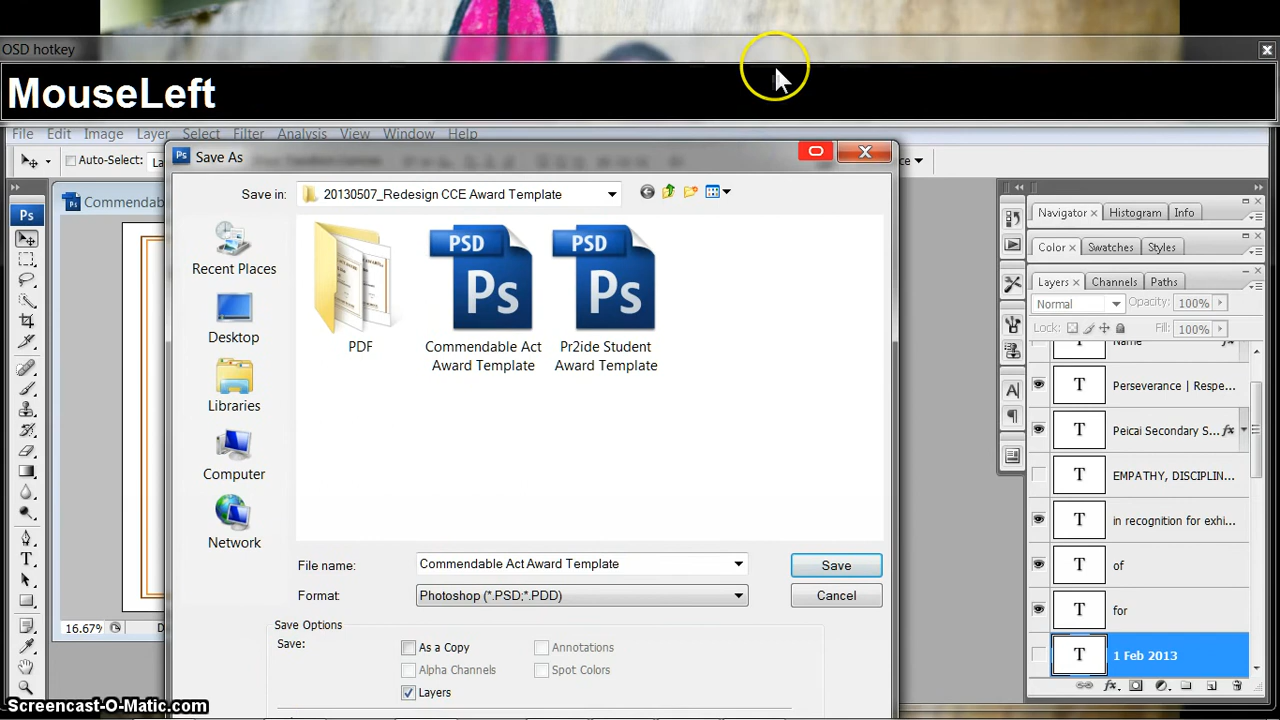 OSD hotkey
MouseLeft
File Edit Image Layer Select Filter Analysis View Window Help
Auto-Select:
Ps Save As
Save in: 20130507_Redesign CCE Award Template
Ps Commendab
Navigator × Histogram Info
Color × Swatches Styles
Layers × Channels Paths
Normal Opacity: 100%
Lock: Fill: 100%
Name fx
T Perseverance | Respe...
T Peicai Secondary S... fx
T EMPATHY, DISCIPLIN...
T in recognition for exhi...
T of
T for
T 1 Feb 2013
Recent Places
Desktop
Libraries
Computer
Network
PDF
PSD Ps
Commendable Act
Award Template
PSD Ps
Pr2ide Student
Award Template
File name: Commendable Act Award Template Save
Format: Photoshop (*.PSD;*.PDD) Cancel
Save Options
Save: As a Copy Annotations
Alpha Channels Spot Colors
Layers
16.67%
Screencast-O-Matic.com